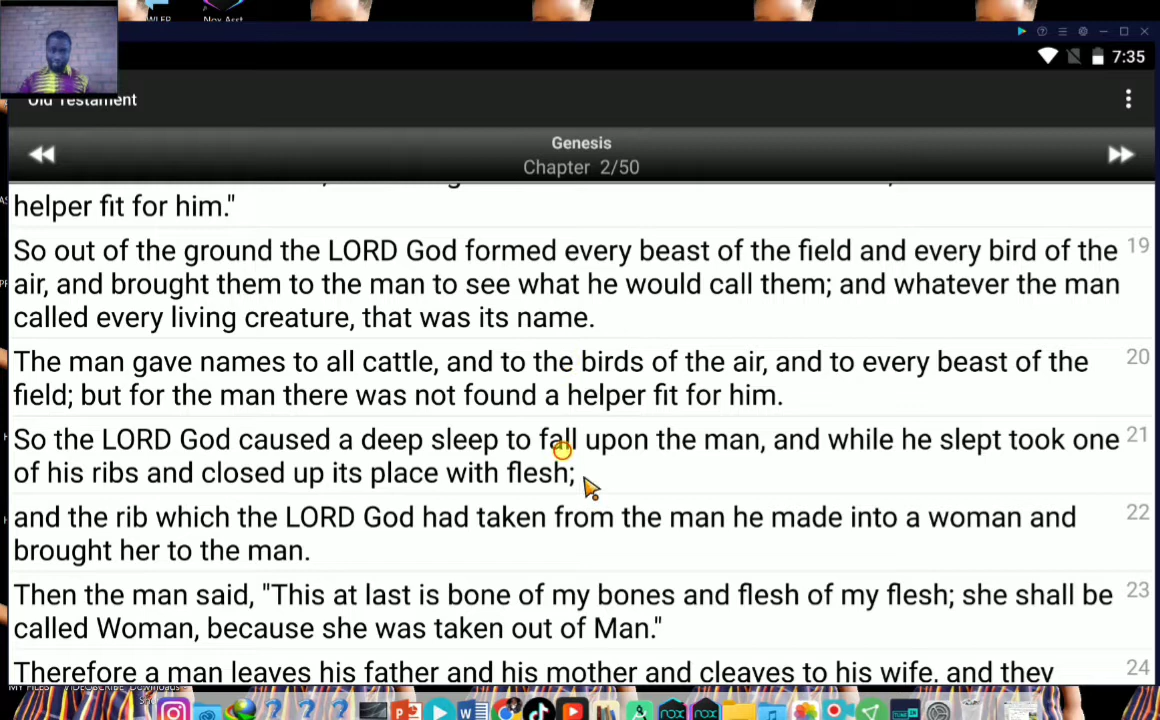 WLFP Nox Asst
7:35
Old Testament
Genesis
Chapter 2/50
helper fit for him."
So out of the ground the LORD God formed every beast of the field and every bird of the 19
air, and brought them to the man to see what he would call them; and whatever the man
called every living creature, that was its name.
The man gave names to all cattle, and to the birds of the air, and to every beast of the 20
field; but for the man there was not found a helper fit for him.
So the LORD God caused a deep sleep to fall upon the man, and while he slept took one 21
of his ribs and closed up its place with flesh;
and the rib which the LORD God had taken from the man he made into a woman and 22
brought her to the man.
Then the man said, "This at last is bone of my bones and flesh of my flesh; she shall be 23
called Woman, because she was taken out of Man."
Therefore a man leaves his father and his mother and cleaves to his wife, and they 24
MY FILES VIDEOSCRIBE Downloads -